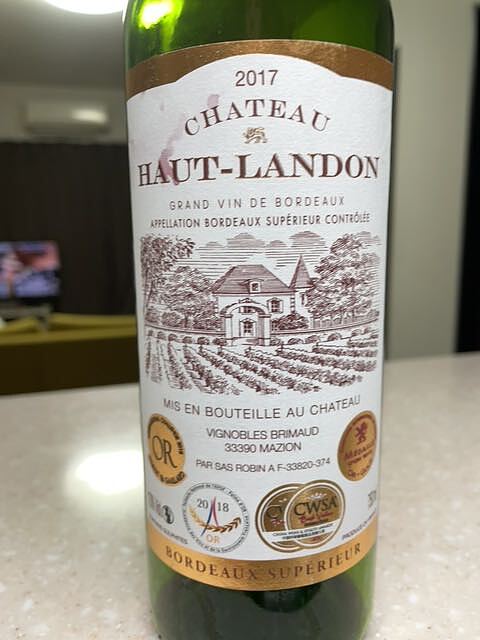 2017
CHATEAU
HAUT-LANDON
GRAND VIN DE BORDEAUX
APPELLATION BORDEAUX SUPÉRIEUR CONTRÔLÉE
MIS EN BOUTEILLE AU CHATEAU
VIGNOBLES BRIMAUD
33390 MAZION
PAR SAS ROBIN A F-33820-374
OR
2018
OR
CWSA
BORDEAUX SUPÉRIEUR